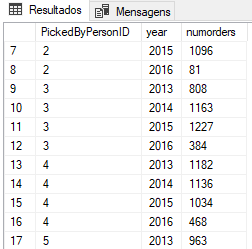 Resultados Mensagens
PickedByPersonID year numorders
7 2 2015 1096
8 2 2016 81
9 3 2013 808
10 3 2014 1163
11 3 2015 1227
12 3 2016 384
13 4 2013 1182
14 4 2014 1136
15 4 2015 1034
16 4 2016 468
17 5 2013 963